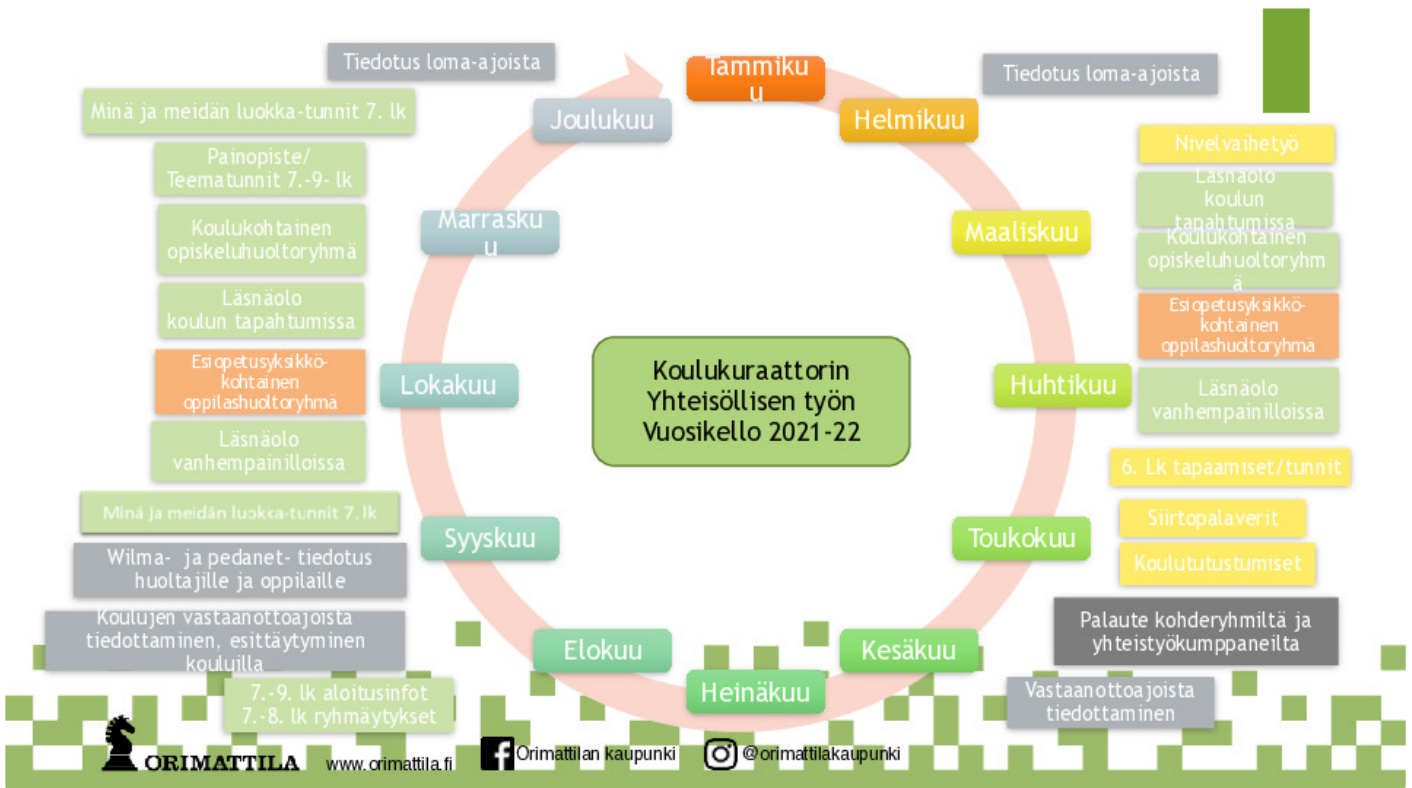 Tiedotus loma-ajoista
Minä ja meidän luokka-tunnit 7. lk
Painopiste/
Teematunnit 7.-9- lk
Koulukohtainen
opiskeluhuoltoryhmä
Läsnäolo
koulun tapahtumissa
Esiopetusyksikkö-
kohtainen
oppilashuoltoryhmä
Läsnäolo
vanhempainilloissa
Minä ja meidän luokka-tunnit 7. lk
Wilma- ja pedanet- tiedotus
huoltajille ja oppilaille
Koulujen vastaanottoajoista
tiedottaminen, esittäytyminen
kouluilla
7.-9. lk aloitusinfot
7.-8. lk ryhmäytykset
Tammiku
u
Helmikuu
Maaliskuu
Huhtikuu
Toukokuu
Kesäkuu
Heinäkuu
Elokuu
Syyskuu
Lokakuu
Marrasku
u
Joulukuu
Koulukuraattorin
Yhteisöllisen työn
Vuosikello 2021-22
Tiedotus loma-ajoista
Nivelvaihetyö
Läsnäolo
koulun
tapahtumissa
Koulukohtainen
opiskeluhuoltoryhm
ä
Esiopetusyksikkö-
kohtainen
oppilashuoltoryhmä
Läsnäolo
vanhempainilloissa
6. Lk tapaamiset/tunnit
Siirtopalaverit
Koulututustumiset
Palaute kohderyhmiltä ja
yhteistyökumppaneilta
Vastaanottoajoista
tiedottaminen
ORIMATTILA
www.orimattila.fi
Orimattilan kaupunki
@orimattilakaupunki